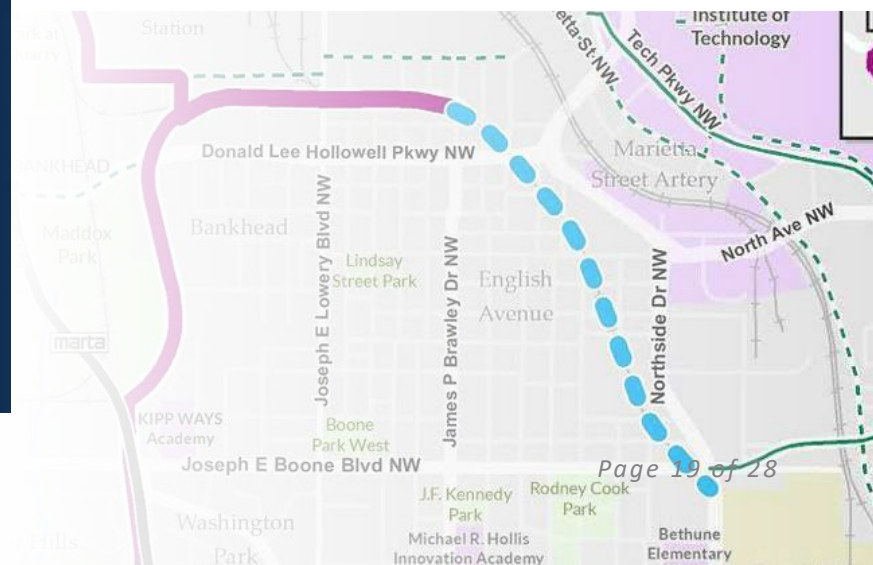 Station
Institute of
Technology
etta St NW
Tech Pkwy NW
Donald Lee Hollowell Pkwy NW
Marietta
Street Artery
BANKHEAD
Bankhead
Maddox
Park
Joseph E Lowery Blvd NW
Lindsay
Street Park
James P Brawley Dr NW
English
Avenue
Northside Dr NW
North Ave NW
marta
KIPP WAYS
Academy
Boone
Park West
Joseph E Boone Blvd NW
Page 19 of 28
J.F. Kennedy
Park
Rodney Cook
Park
Washington
Park
Hills
Michael R. Hollis
Innovation Academy
Bethune
Elementary